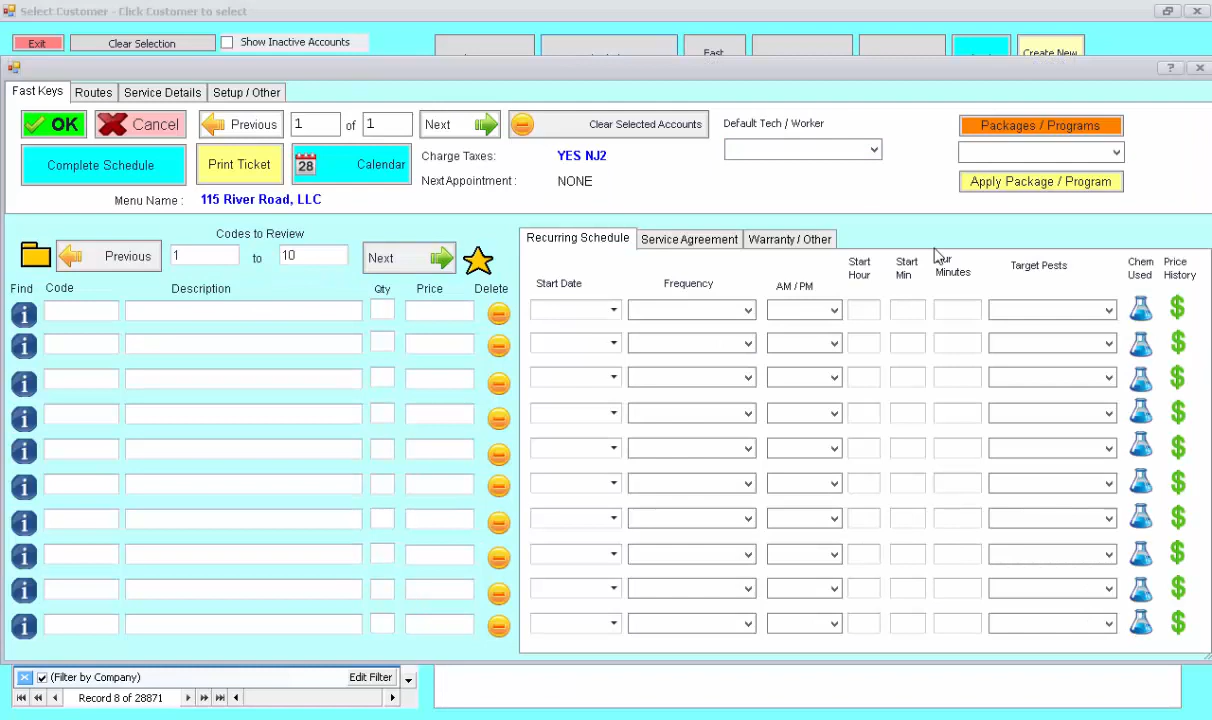 Select Customer - Click Customer to select
Exit
Clear Selection
Show Inactive Accounts
Fast
Create New
?
Fast Keys
Routes
Service Details
Setup / Other
OK
Cancel
Previous
1
of
1
Next
Clear Selected Accounts
Default Tech / Worker
Packages / Programs
Complete Schedule
Print Ticket
28
Calendar
Charge Taxes:
YES NJ2
Next Appointment :
NONE
Apply Package / Program
Menu Name :
115 River Road, LLC
Codes to Review
Previous
1
to
10
Next
Recurring Schedule
Service Agreement
Warranty / Other
Find
Code
Description
Qty
Price
Delete
Start Date
Frequency
AM / PM
Start
Hour
Start
Min
Minutes
Target Pests
Chem
Used
Price
History
(Filter by Company)
Edit Filter
Record 8 of 28871